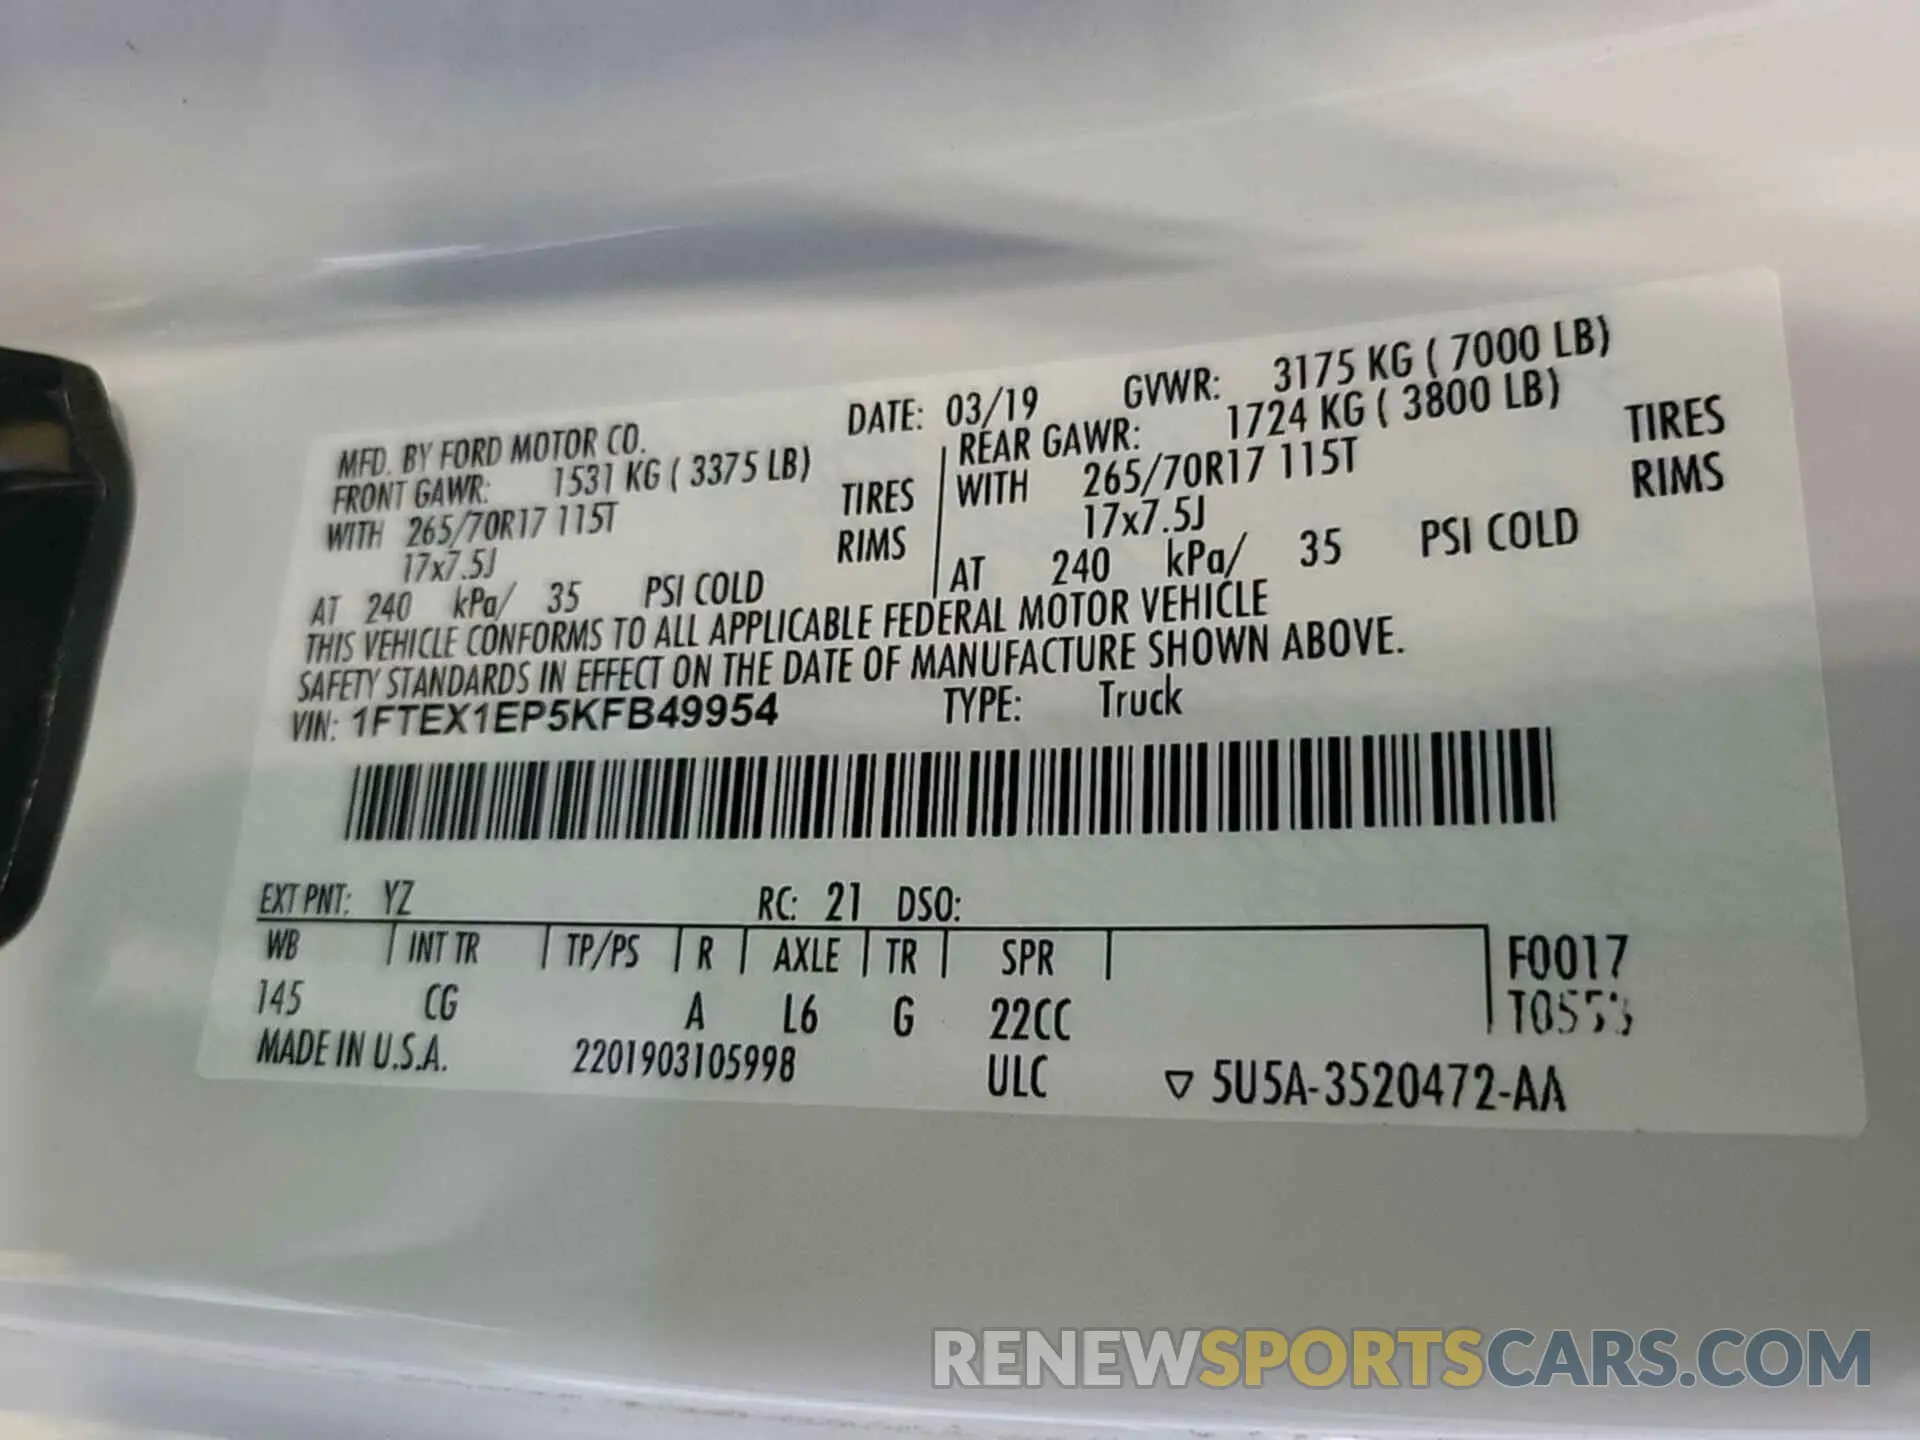 MFD. BY FORD MOTOR CO. DATE: 03/19 GVWR: 3175 KG ( 7000 LB)
FRONT GAWR: 1531 KG ( 3375 LB) REAR GAWR: 1724 KG ( 3800 LB)
WITH 265/70R17 115T TIRES WITH 265/70R17 115T TIRES
17x7.5J RIMS 17x7.5J RIMS
AT 240 kPa/ 35 PSI COLD AT 240 kPa/ 35 PSI COLD
THIS VEHICLE CONFORMS TO ALL APPLICABLE FEDERAL MOTOR VEHICLE
SAFETY STANDARDS IN EFFECT ON THE DATE OF MANUFACTURE SHOWN ABOVE.
VIN: 1FTEX1EP5KFB49954 TYPE: Truck
EXT PNT: YZ RC: 21 DSO:
WB INT TR TP/PS R AXLE TR SPR F0017
145 CG A L6 G 22CC
MADE IN U.S.A. 2201903105998 ULC ▽ 5U5A-3520472-AA
RENEWSPORTSCARS.COM